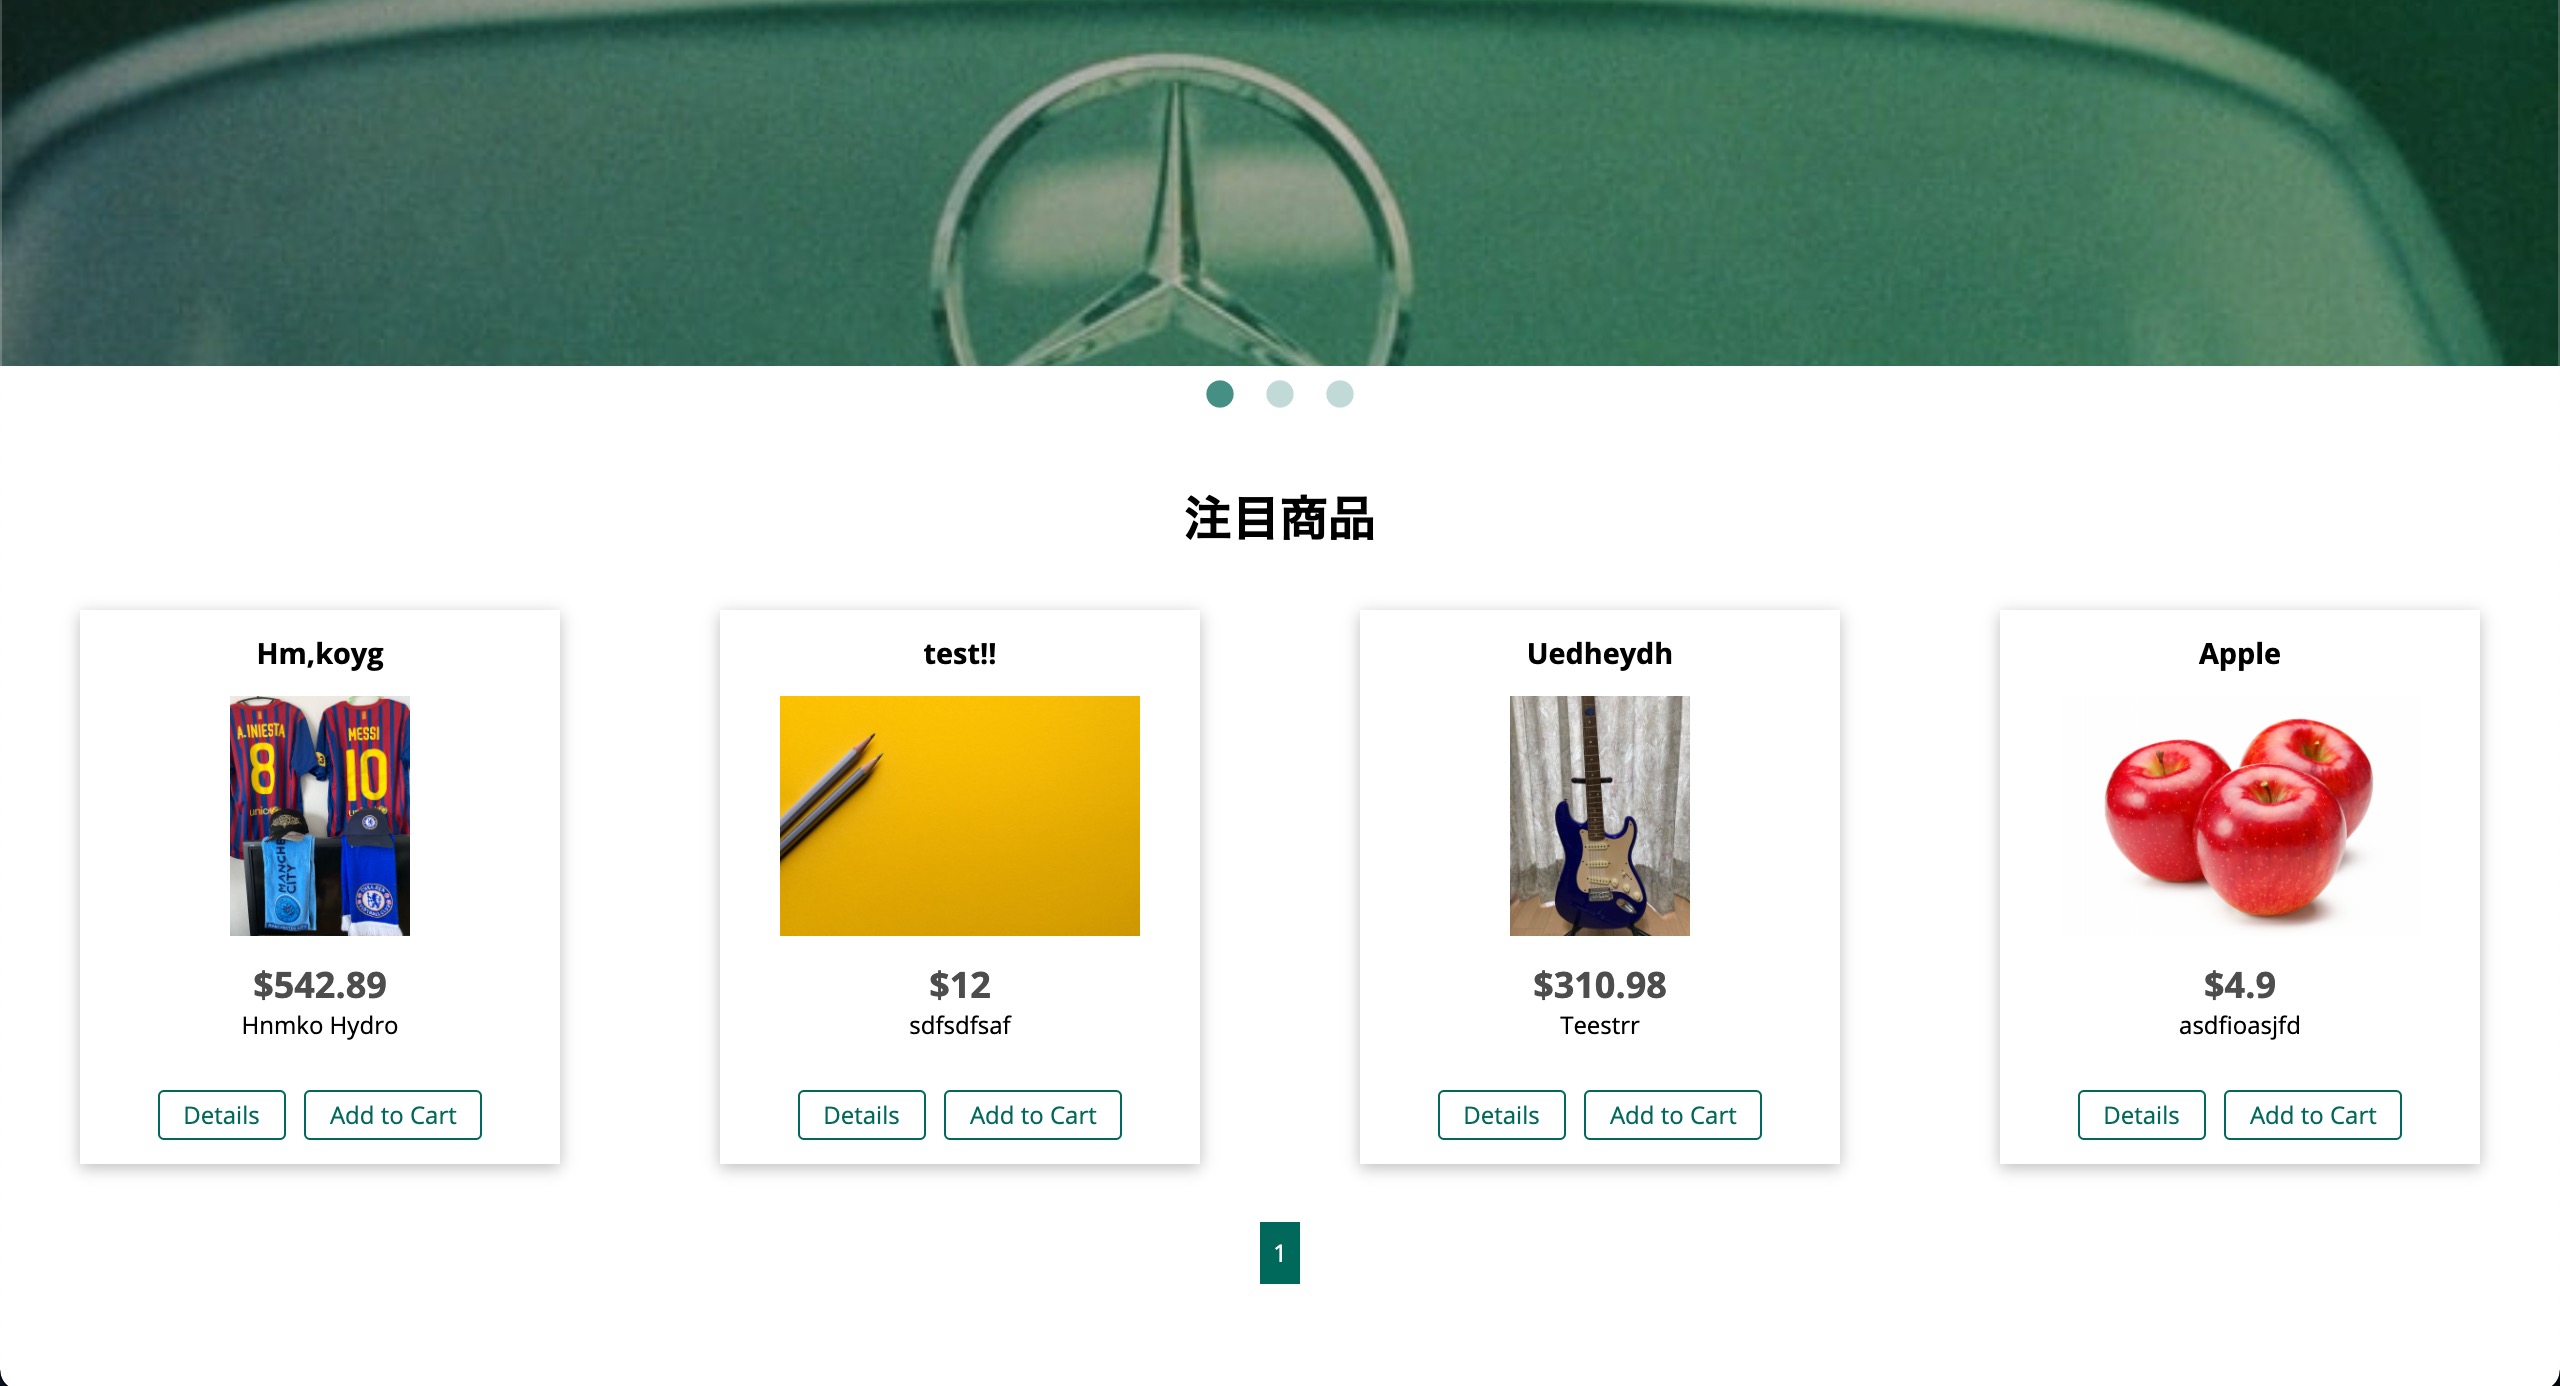 注目商品
Hm,koyg
A.INIESTA
8
MESSI
10
MANCHE
CITY
$542.89
Hnmko Hydro
Details
Add to Cart
test!!
$12
sdfsdfsaf
Details
Add to Cart
Uedheydh
$310.98
Teestrr
Details
Add to Cart
Apple
$4.9
asdfioasjfd
Details
Add to Cart
1